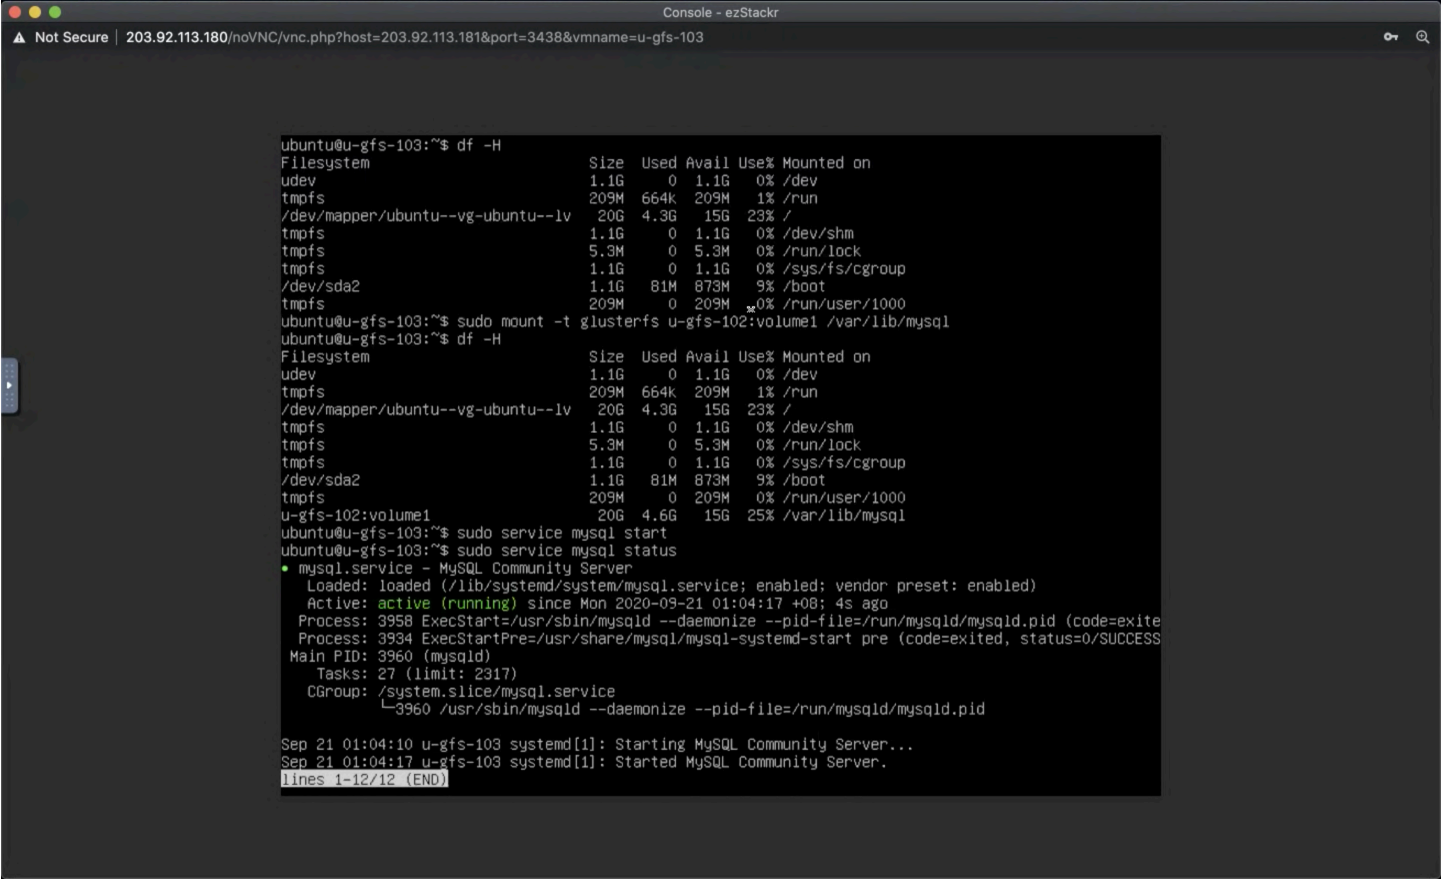 Console - ezStackr
Not Secure | 203.92.113.180/noVNC/vnc.php?host=203.92.113.181&port=3438&vmname=u-gfs-103
ubuntu@u-gfs-103:~$ df -H
Filesystem Size Used Avail Use% Mounted on
udev 1.1G 0 1.1G 0% /dev
tmpfs 209M 664k 209M 1% /run
/dev/mapper/ubuntu--vg-ubuntu--lv 20G 4.3G 15G 23% /
tmpfs 1.1G 0 1.1G 0% /dev/shm
tmpfs 5.3M 0 5.3M 0% /run/lock
tmpfs 1.1G 0 1.1G 0% /sys/fs/cgroup
/dev/sda2 1.1G 81M 873M 9% /boot
tmpfs 209M 0 209M 0% /run/user/1000
ubuntu@u-gfs-103:~$ sudo mount -t glusterfs u-gfs-102:volume1 /var/lib/mysql
ubuntu@u-gfs-103:~$ df -H
Filesystem Size Used Avail Use% Mounted on
udev 1.1G 0 1.1G 0% /dev
tmpfs 209M 664k 209M 1% /run
/dev/mapper/ubuntu--vg-ubuntu--lv 20G 4.3G 15G 23% /
tmpfs 1.1G 0 1.1G 0% /dev/shm
tmpfs 5.3M 0 5.3M 0% /run/lock
tmpfs 1.1G 0 1.1G 0% /sys/fs/cgroup
/dev/sda2 1.1G 81M 873M 9% /boot
tmpfs 209M 0 209M 0% /run/user/1000
u-gfs-102:volume1 20G 4.6G 15G 25% /var/lib/mysql
ubuntu@u-gfs-103:~$ sudo service mysql start
ubuntu@u-gfs-103:~$ sudo service mysql status
• mysql.service - MySQL Community Server
Loaded: loaded (/lib/systemd/system/mysql.service; enabled; vendor preset: enabled)
Active: active (running) since Mon 2020-09-21 01:04:17 +08; 4s ago
Process: 3958 ExecStart=/usr/sbin/mysqld --daemonize --pid-file=/run/mysqld/mysqld.pid (code=exite
Process: 3934 ExecStartPre=/usr/share/mysql/mysql-systemd-start pre (code=exited, status=0/SUCCESS
Main PID: 3960 (mysqld)
Tasks: 27 (limit: 2317)
CGroup: /system.slice/mysql.service
└─3960 /usr/sbin/mysqld --daemonize --pid-file=/run/mysqld/mysqld.pid
Sep 21 01:04:10 u-gfs-103 systemd[1]: Starting MySQL Community Server...
Sep 21 01:04:17 u-gfs-103 systemd[1]: Started MySQL Community Server.
lines 1-12/12 (END)